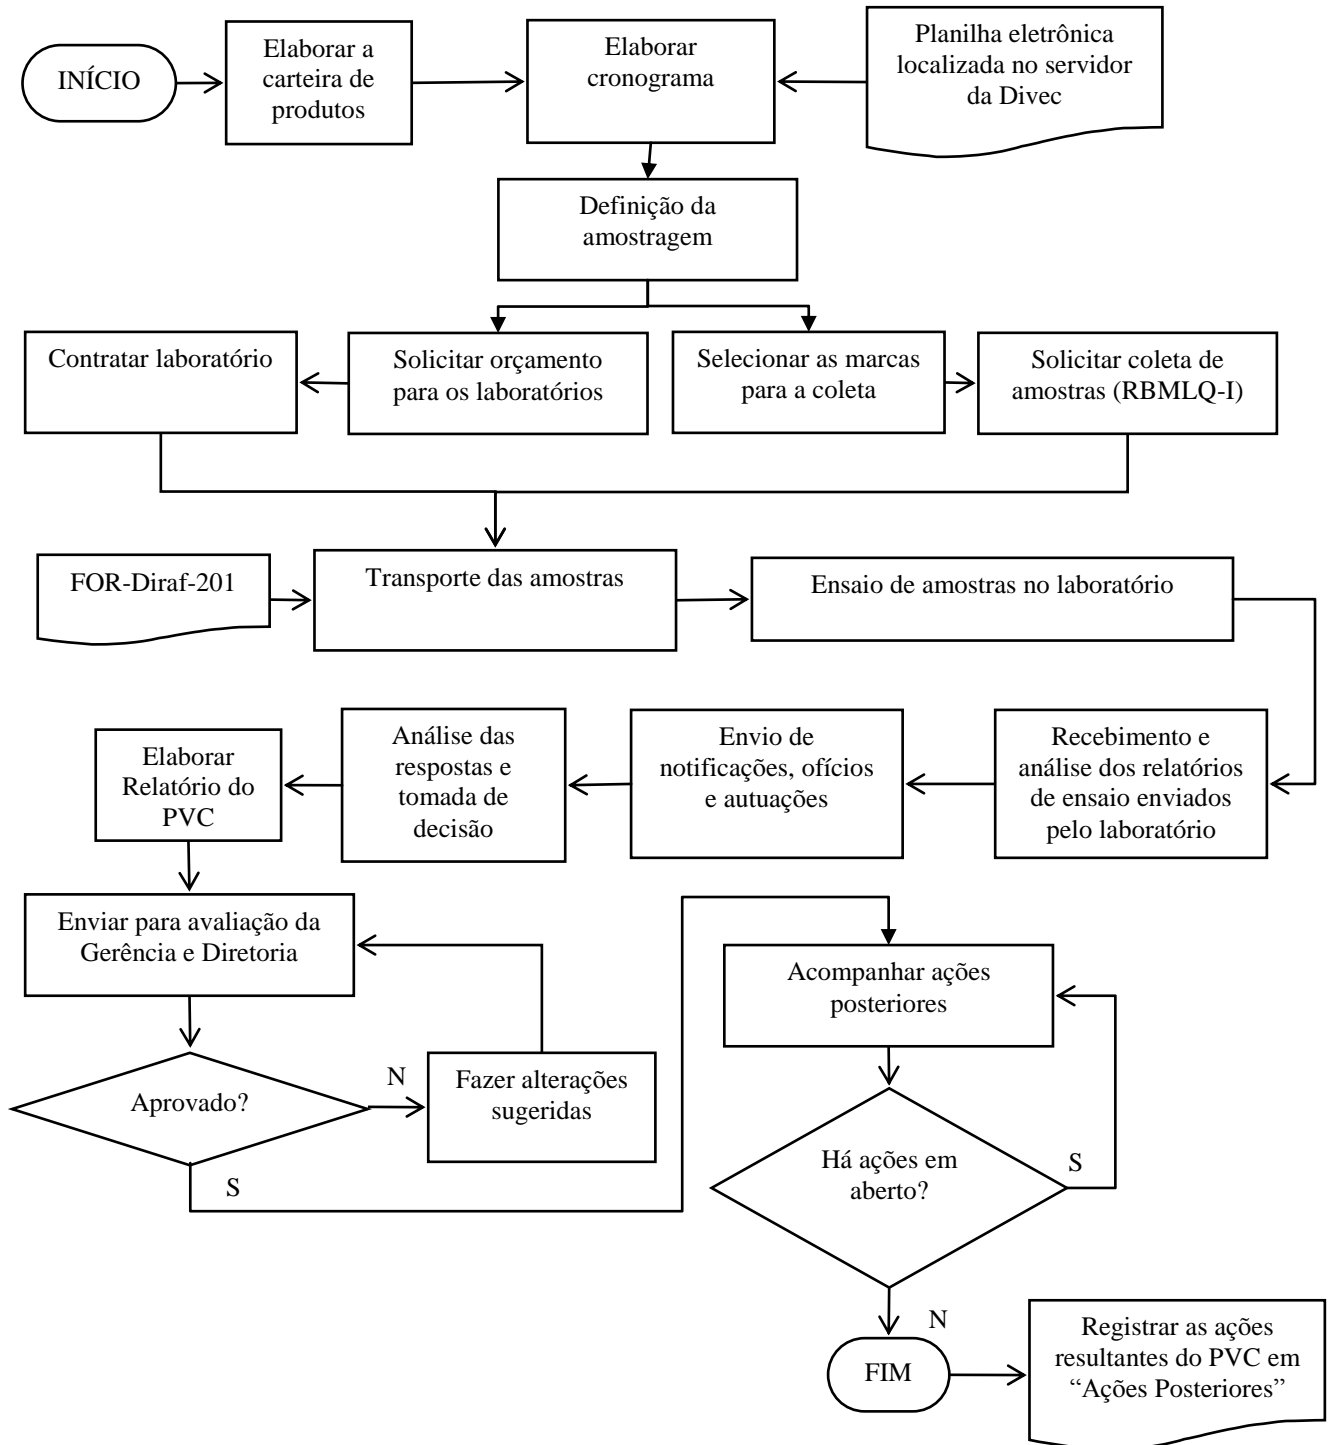 INÍCIO
Elaborar a
carteira de
produtos
Elaborar
cronograma
Planilha eletrônica
localizada no servidor
da Divec
Definição da
amostragem
Contratar laboratório
Solicitar orçamento
para os laboratórios
Selecionar as marcas
para a coleta
Solicitar coleta de
amostras (RBMLQ-I)
FOR-Diraf-201
Transporte das amostras
Ensaio de amostras no laboratório
Elaborar
Relatório do
PVC
Análise das
respostas e
tomada de
decisão
Envio de
notificações, ofícios
e autuações
Recebimento e
análise dos relatórios
de ensaio enviados
pelo laboratório
Enviar para avaliação da
Gerência e Diretoria
Acompanhar ações
posteriores
Aprovado?
N
Fazer alterações
sugeridas
S
Há ações em
aberto?
S
N
FIM
Registrar as ações
resultantes do PVC em
“Ações Posteriores”